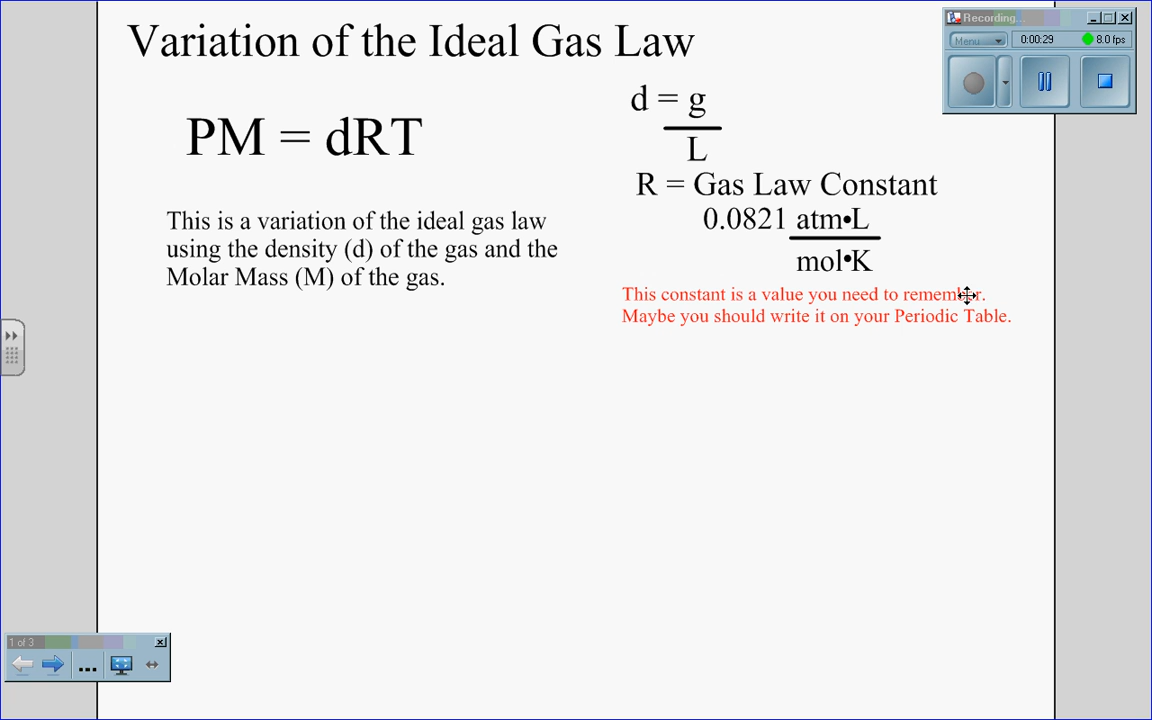 Variation of the Ideal Gas Law
PM = dRT
This is a variation of the ideal gas law
using the density (d) of the gas and the
Molar Mass (M) of the gas.
d = g
L
R = Gas Law Constant
0.0821 atm•L
mol•K
This constant is a value you need to remember.
Maybe you should write it on your Periodic Table.
Recording...
Menu
0:00:29
8.0 fps
1 of 3
...